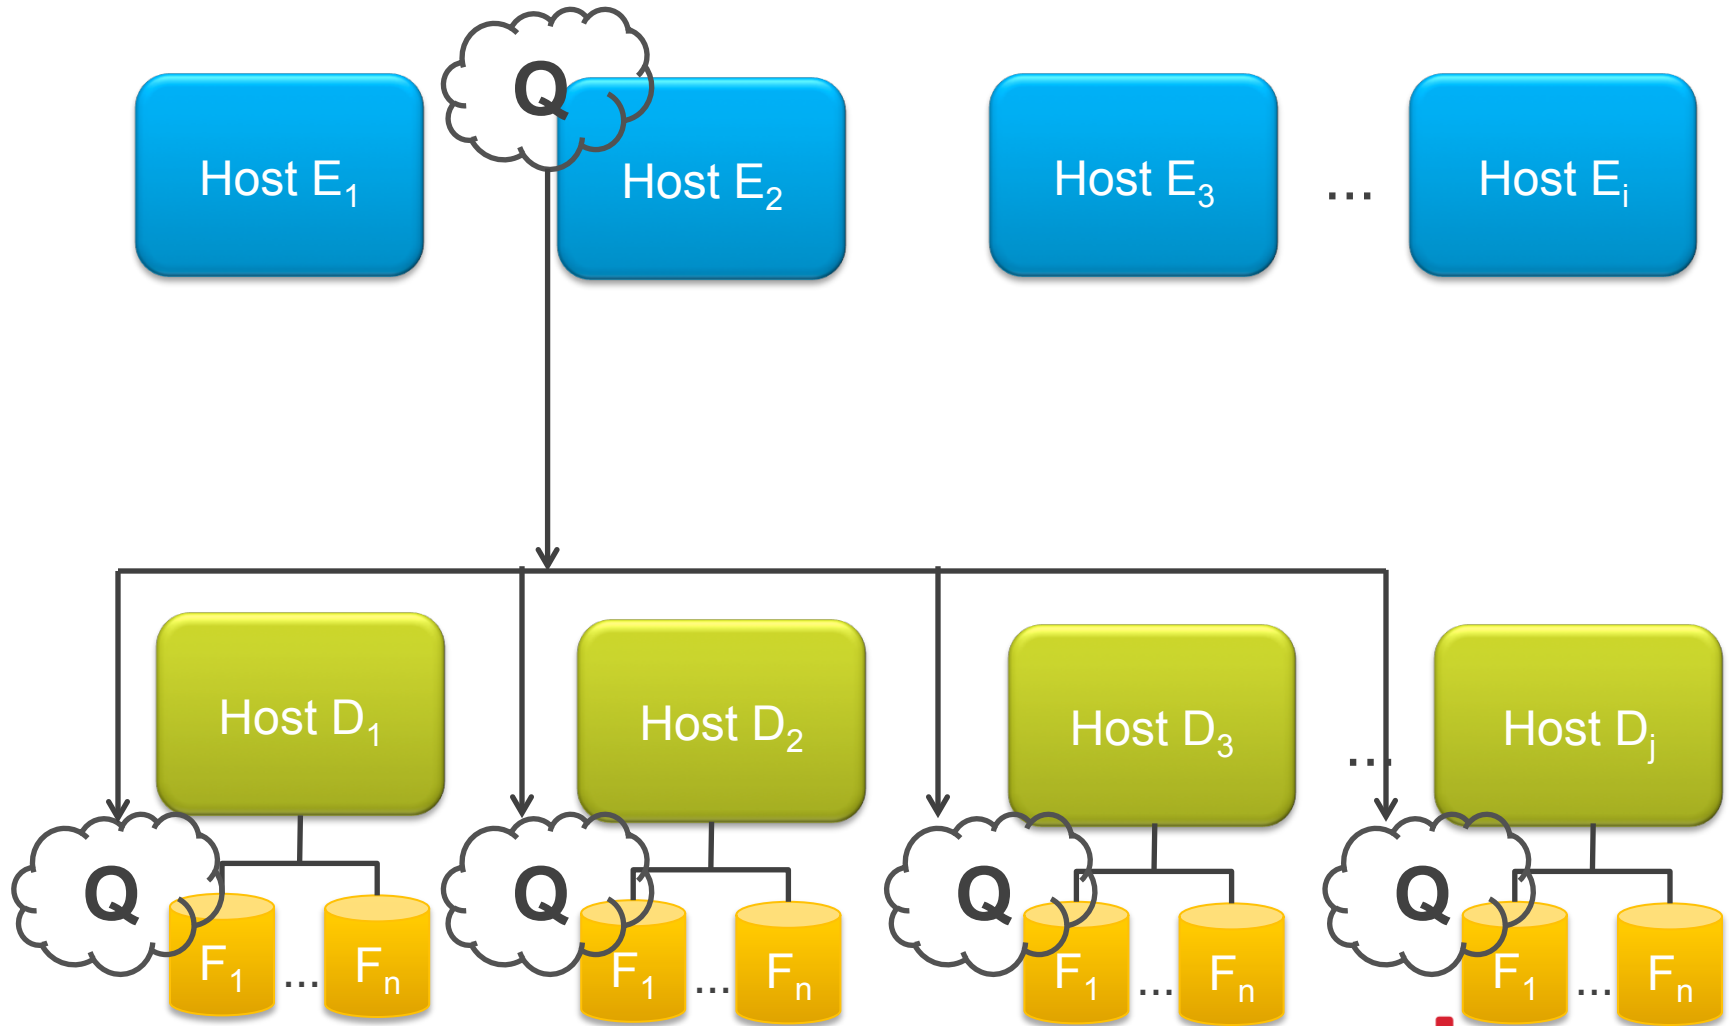 Q
Host E₁
Host E₂
Host E₃
...
Host Eᵢ
Host D₁
Host D₂
Host D₃
...
Host Dⱼ
Q
F₁
...
Fₙ
Q
F₁
...
Fₙ
Q
F₁
...
Fₙ
Q
F₁
...
Fₙ